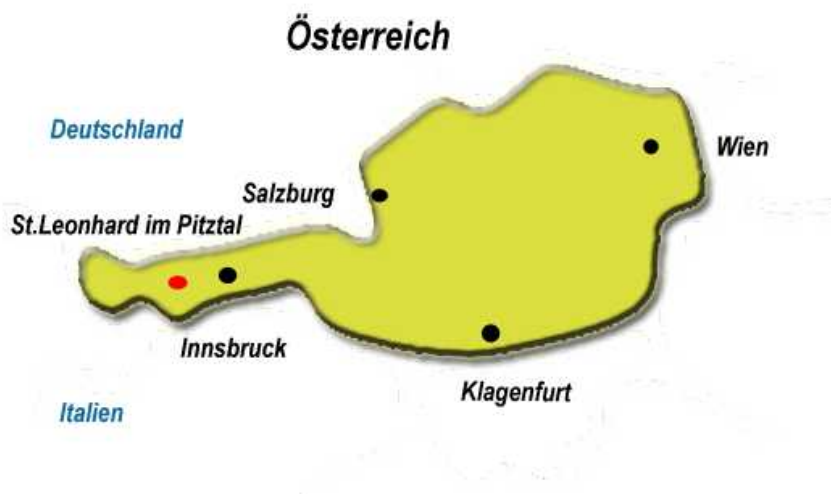 Österreich
Deutschland
Wien
Salzburg
St.Leonhard im Pitztal
Innsbruck
Klagenfurt
Italien